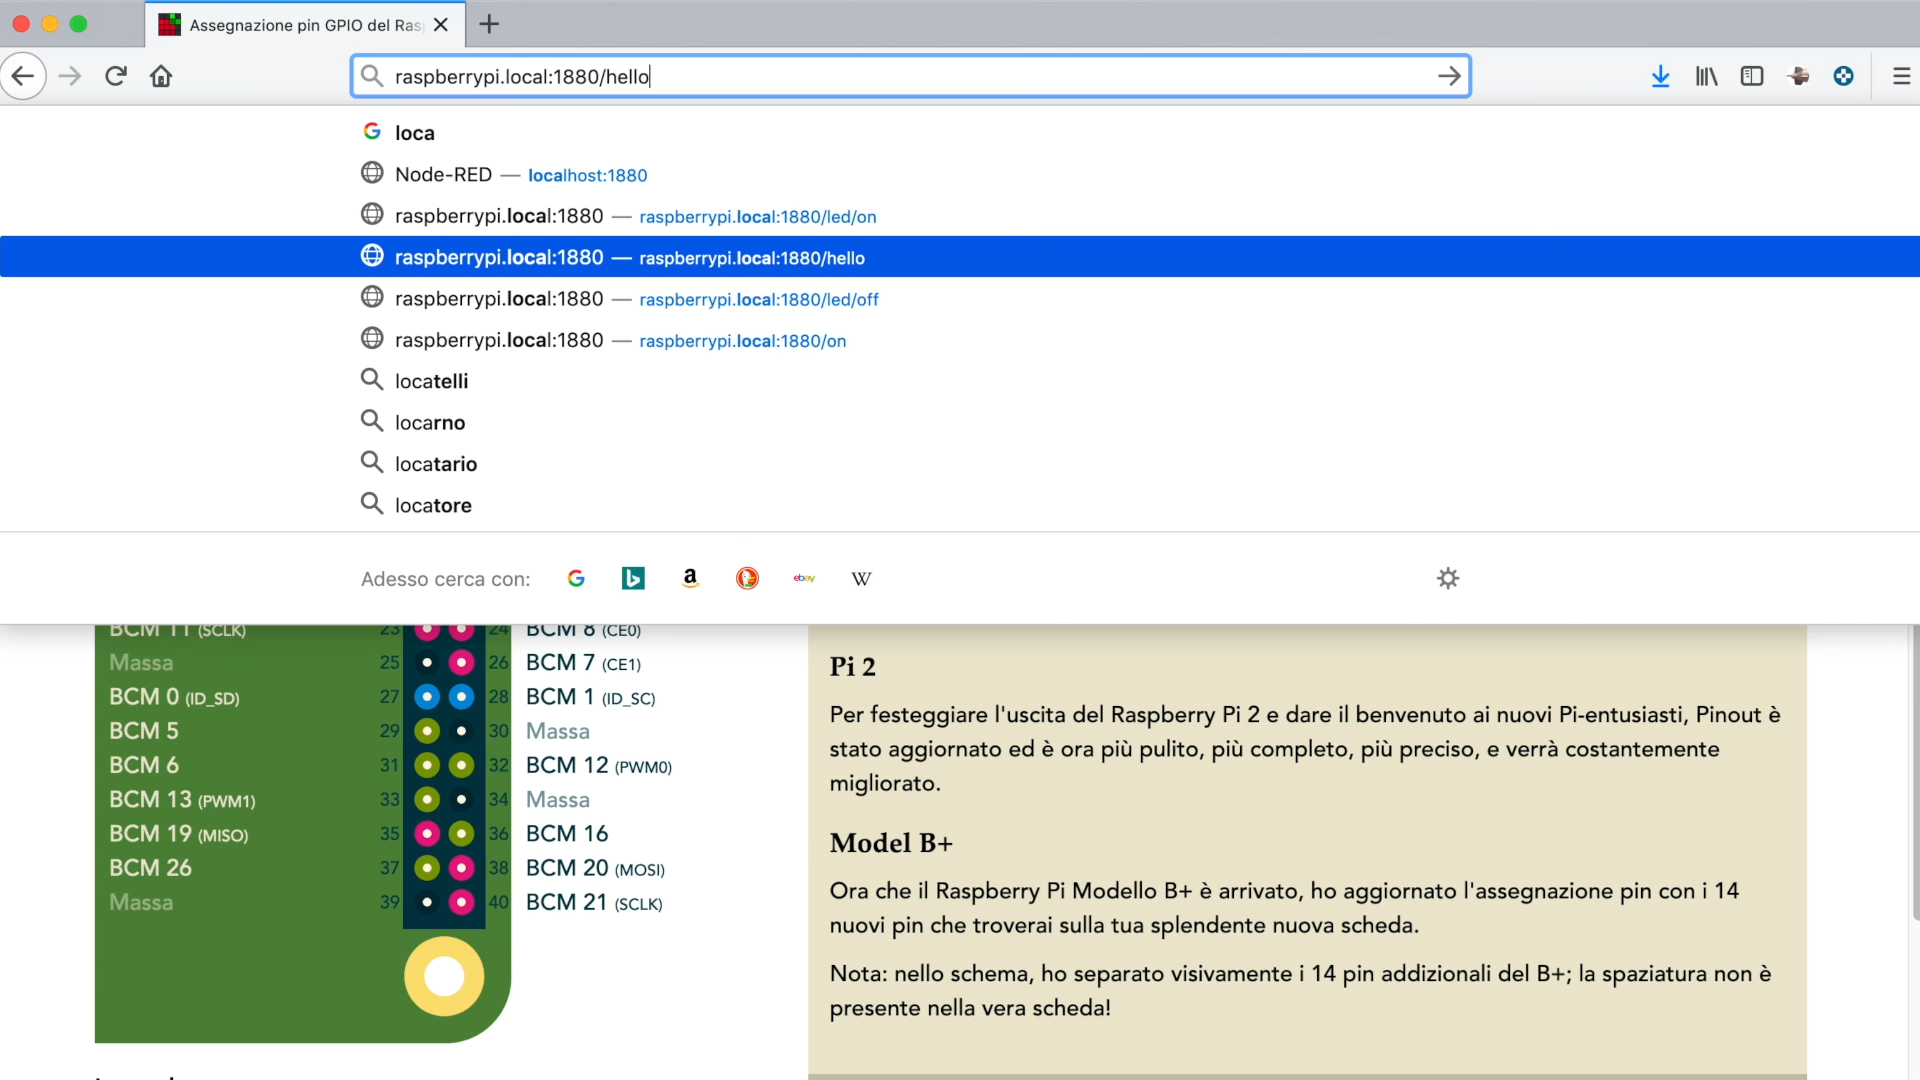 Assegnazione pin GPIO del Ras
raspberrypi.local:1880/hello
loca
Node-RED — localhost:1880
raspberrypi.local:1880 — raspberrypi.local:1880/led/on
raspberrypi.local:1880 — raspberrypi.local:1880/hello
raspberrypi.local:1880 — raspberrypi.local:1880/led/off
raspberrypi.local:1880 — raspberrypi.local:1880/on
locatelli
locarno
locatario
locatore
Adesso cerca con:
a
ebay
W
BCM 11 (SCLK) 23 24 BCM 8 (CE0)
Massa 25 26 BCM 7 (CE1)
BCM 0 (ID_SD) 27 28 BCM 1 (ID_SC)
BCM 5 29 30 Massa
BCM 6 31 32 BCM 12 (PWM0)
BCM 13 (PWM1) 33 34 Massa
BCM 19 (MISO) 35 36 BCM 16
BCM 26 37 38 BCM 20 (MOSI)
Massa 39 40 BCM 21 (SCLK)
Pi 2
Per festeggiare l'uscita del Raspberry Pi 2 e dare il benvenuto ai nuovi Pi-entusiasti, Pinout è
stato aggiornato ed è ora più pulito, più completo, più preciso, e verrà costantemente
migliorato.
Model B+
Ora che il Raspberry Pi Modello B+ è arrivato, ho aggiornato l'assegnazione pin con i 14
nuovi pin che troverai sulla tua splendente nuova scheda.
Nota: nello schema, ho separato visivamente i 14 pin addizionali del B+; la spaziatura non è
presente nella vera scheda!